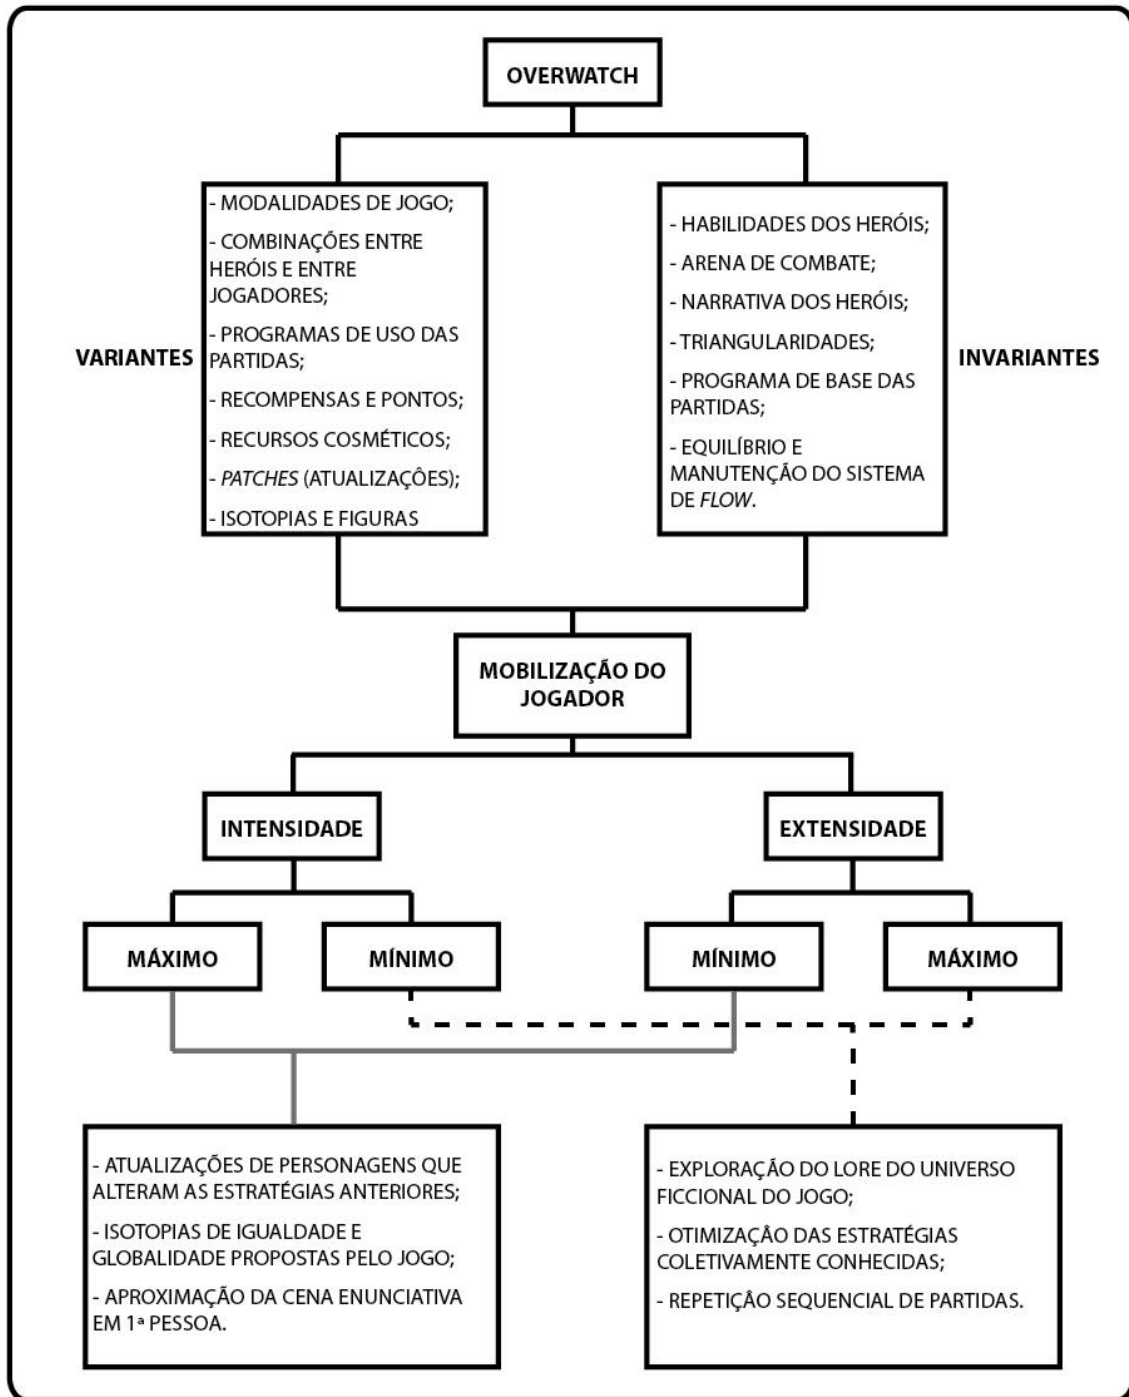 OVERWATCH
VARIANTES
- MODALIDADES DE JOGO;
- COMBINAÇÕES ENTRE
HERÓIS E ENTRE
JOGADORES;
- PROGRAMAS DE USO DAS
PARTIDAS;
- RECOMPENSAS E PONTOS;
- RECURSOS COSMÉTICOS;
- PATCHES (ATUALIZAÇÔES);
- ISOTOPIAS E FIGURAS
- HABILIDADES DOS HERÓIS;
- ARENA DE COMBATE;
- NARRATIVA DOS HERÓIS;
- TRIANGULARIDADES;
- PROGRAMA DE BASE DAS
PARTIDAS;
- EQUILÍBRIO E
MANUTENÇÃO DO SISTEMA
DE FLOW.
INVARIANTES
MOBILIZAÇÃO DO
JOGADOR
INTENSIDADE
EXTENSIDADE
MÁXIMO
MÍNIMO
MÍNIMO
MÁXIMO
- ATUALIZAÇÕES DE PERSONAGENS QUE
ALTERAM AS ESTRATÉGIAS ANTERIORES;
- ISOTOPIAS DE IGUALDADE E
GLOBALIDADE PROPOSTAS PELO JOGO;
- APROXIMAÇÃO DA CENA ENUNCIATIVA
EM 1ª PESSOA.
- EXPLORAÇÃO DO LORE DO UNIVERSO
FICCIONAL DO JOGO;
- OTIMIZAÇÂO DAS ESTRATÉGIAS
COLETIVAMENTE CONHECIDAS;
- REPETIÇÂO SEQUENCIAL DE PARTIDAS.